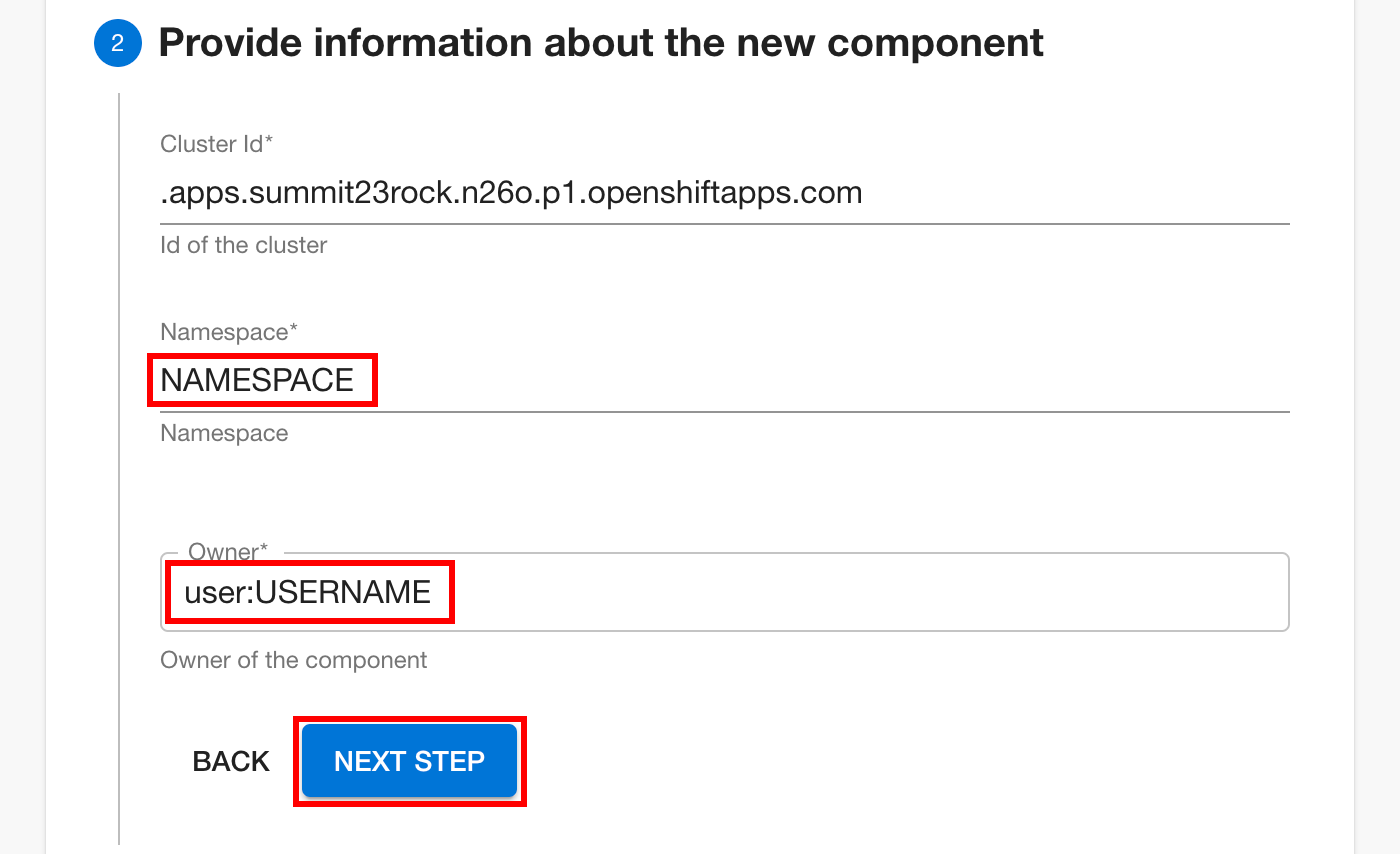 2 Provide information about the new component
Cluster Id*
.apps.summit23rock.n26o.p1.openshiftapps.com
Id of the cluster
Namespace*
NAMESPACE
Namespace
Owner*
user:USERNAME
Owner of the component
BACK NEXT STEP